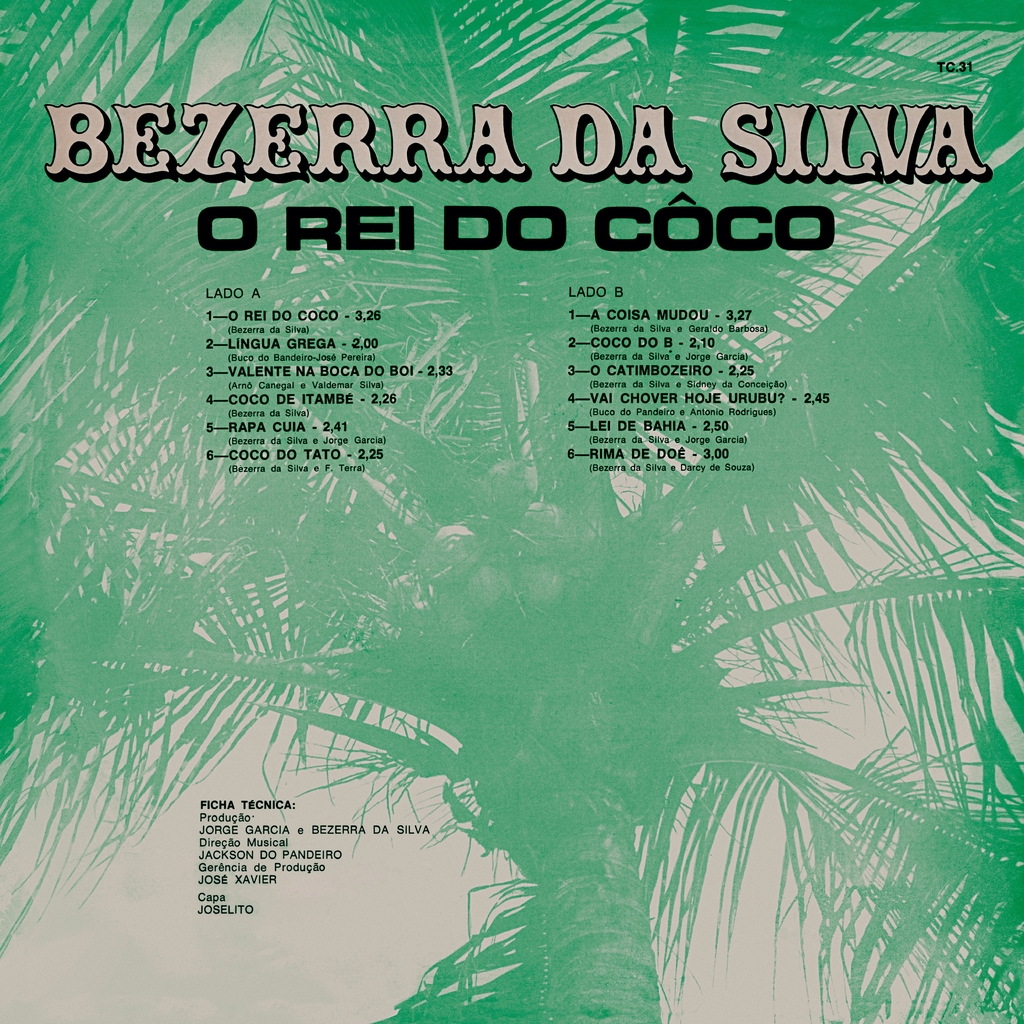 TC.31
BEZERRA DA SILVA
O REI DO CÔCO
LADO A
1—O REI DO COCO - 3,26
(Bezerra da Silva)
2—LÍNGUA GREGA - 2,00
(Buco do Bandeiro-José Pereira)
3—VALENTE NA BOCA DO BOI - 2,33
(Arnô Canegal e Valdemar Silva)
4—COCO DE ITAMBÉ - 2,26
(Bezerra da Silva)
5—RAPA CUIA - 2,41
(Bezerra da Silva e Jorge Garcia)
6—COCO DO TATO - 2,25
(Bezerra da Silva e F. Terra)
LADO B
1—A COISA MUDOU - 3,27
(Bezerra da Silva e Geraldo Barbosa)
2—COCO DO B - 2,10
(Bezerra da Silva e Jorge Garcia)
3—O CATIMBOZEIRO - 2,25
(Bezerra da Silva e Sidney da Conceição)
4—VAI CHOVER HOJE URUBU? - 2,45
(Buco do Pandeiro e Antonio Rodrigues)
5—LEI DE BAHIA - 2,50
(Bezerra da Silva e Jorge Garcia)
6—RIMA DE DOÊ - 3,00
(Bezerra da Silva e Darcy de Souza)
FICHA TÉCNICA:
Produção
JORGE GARCIA e BEZERRA DA SILVA
Direção Musical
JACKSON DO PANDEIRO
Gerência de Produção
JOSÉ XAVIER
Capa
JOSELITO